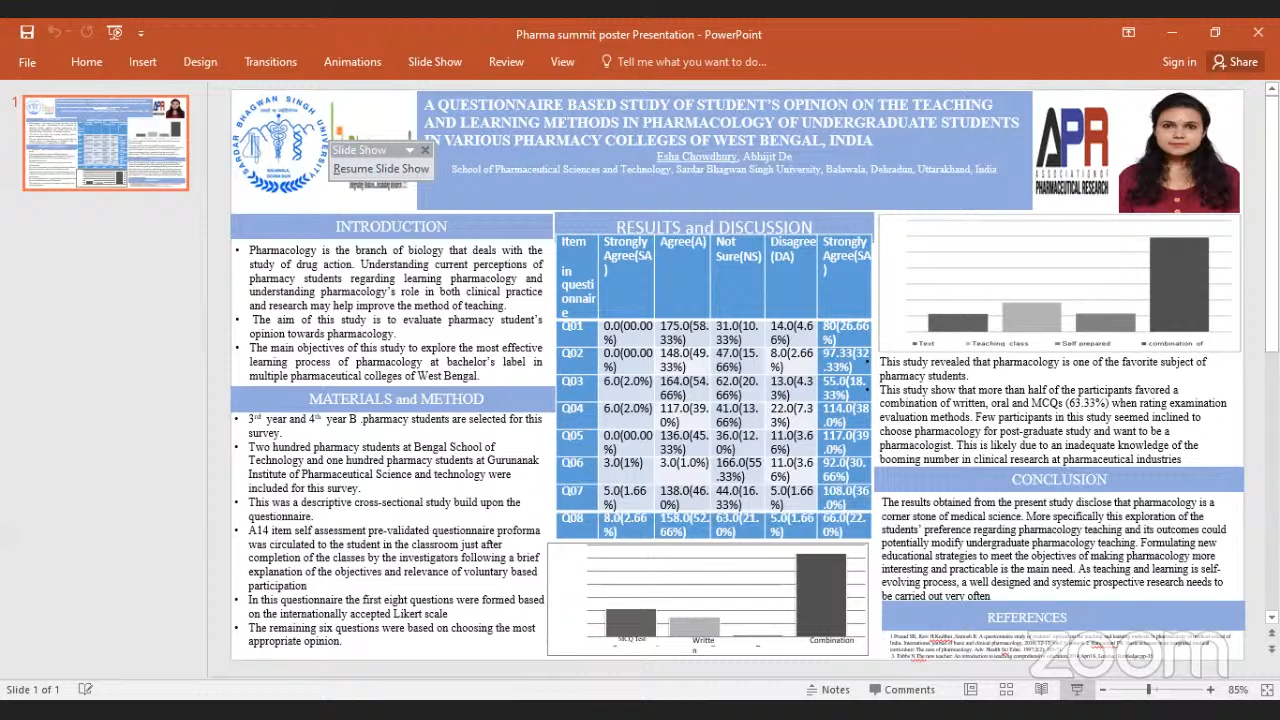 Pharma summit poster Presentation - PowerPoint
File Home Insert Design Transitions Animations Slide Show Review View Tell me what you want to do... Sign in Share
1
SARDAR BHAGWAN SINGH UNIVERSITY
BALAWALA, DEHRADUN
Slide Show
Resume Slide Show
A QUESTIONNAIRE BASED STUDY OF STUDENT'S OPINION ON THE TEACHING
AND LEARNING METHODS IN PHARMACOLOGY OF UNDERGRADUATE STUDENTS
IN VARIOUS PHARMACY COLLEGES OF WEST BENGAL, INDIA
Esha Chowdhury, Abhijit De
School of Pharmaceutical Sciences and Technology, Sardar Bhagwan Singh University, Balawala, Dehradun, Uttarakhand, India
APR
ASSOCIATION OF
PHARMACEUTICAL RESEARCH
INTRODUCTION
• Pharmacology is the branch of biology that deals with the
study of drug action. Understanding current perceptions of
pharmacy students regarding learning pharmacology and
understanding pharmacology's role in both clinical practice
and research may help improve the method of teaching.
• The aim of this study is to evaluate pharmacy student's
opinion towards pharmacology.
• The main objectives of this study to explore the most effective
learning process of pharmacology at bachelor's label in
multiple pharmaceutical colleges of West Bengal.
MATERIALS and METHOD
• 3rd year and 4th year B .pharmacy students are selected for this
survey.
• Two hundred pharmacy students at Bengal School of
Technology and one hundred pharmacy students at Gurunanak
Institute of Pharmaceutical Science and technology were
included for this survey.
• This was a descriptive cross-sectional study build upon the
questionnaire.
• A14 item self assessment pre-validated questionnaire proforma
was circulated to the student in the classroom just after
completion of the classes by the investigators following a brief
explanation of the objectives and relevance of voluntary based
participation
• In this questionnaire the first eight questions were formed based
on the internationally accepted Likert scale
• The remaining six questions were based on choosing the most
appropriate opinion.
RESULTS and DISCUSSION
Item in questionnaire Strongly Agree(SA) Agree(A) Not Sure(NS) Disagree(DA) Strongly Agree(SA)
Q01 0.0(00.00%) 175.0(58.33%) 31.0(10.33%) 14.0(4.66%) 80(26.66%)
Q02 0.0(00.00%) 148.0(49.33%) 47.0(15.66%) 8.0(2.66%) 97.33(32.33%)
Q03 6.0(2.0%) 164.0(54.66%) 62.0(20.66%) 13.0(4.33%) 55.0(18.33%)
Q04 6.0(2.0%) 117.0(39.0%) 41.0(13.66%) 22.0(7.33%) 114.0(38.0%)
Q05 0.0(00.00%) 136.0(45.33%) 36.0(12.0%) 11.0(3.66%) 117.0(39.0%)
Q06 3.0(1%) 3.0(1.0%) 166.0(55.33%) 11.0(3.66%) 92.0(30.66%)
Q07 5.0(1.66%) 138.0(46.0%) 44.0(16.33%) 5.0(1.66%) 108.0(36.0%)
Q08 8.0(2.66%) 158.0(52.66%) 63.0(21.0%) 5.0(1.66%) 66.0(22.0%)
MCQ Test Written Combination
Text Teaching class Self prepared combination of
This study revealed that pharmacology is one of the favorite subject of
pharmacy students.
This study show that more than half of the participants favored a
combination of written, oral and MCQs (63.33%) when rating examination
evaluation methods. Few participants in this study seemed inclined to
choose pharmacology for post-graduate study and want to be a
pharmacologist. This is likely due to an inadequate knowledge of the
booming number in clinical research at pharmaceutical industries
CONCLUSION
The results obtained from the present study disclose that pharmacology is a
corner stone of medical science. More specifically this exploration of the
students' preference regarding pharmacology teaching and its outcomes could
potentially modify undergraduate pharmacology teaching. Formulating new
educational strategies to meet the objectives of making pharmacology more
interesting and practicable is the main need. As teaching and learning is self-
evolving process, a well designed and systemic prospective research needs to
be carried out very often
REFERENCES
zoom
Slide 1 of 1 Notes Comments 85%